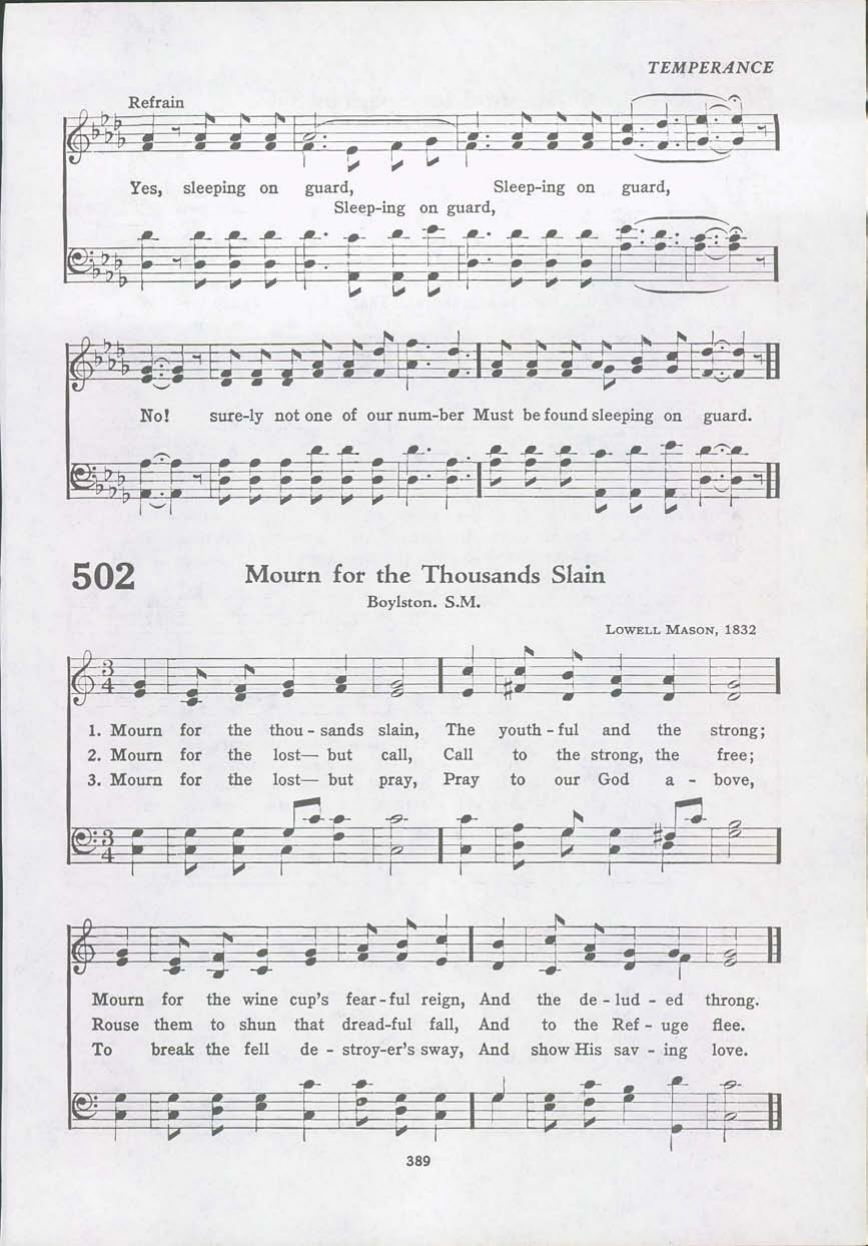 TEMPERANCE
Refrain
Yes, sleeping on guard, Sleep-ing on guard,
Sleep-ing on guard,
No! sure-ly not one of our num-ber Must be found sleeping on guard.
502 Mourn for the Thousands Slain
Boylston. S.M.
LOWELL MASON, 1832
1. Mourn for the thou - sands slain, The youth - ful and the strong;
2. Mourn for the lost— but call, Call to the strong, the free;
3. Mourn for the lost— but pray, Pray to our God a - bove,
Mourn for the wine cup's fear - ful reign, And the de - lud - ed throng.
Rouse them to shun that dread-ful fall, And to the Ref - uge flee.
To break the fell de - stroy-er's sway, And show His sav - ing love.
389